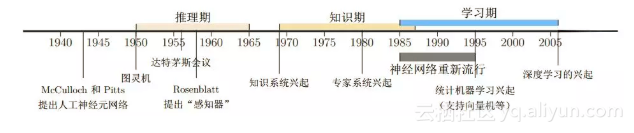 推理期
知识期
学习期
1940 1945 1950 1955 1960 1965 1970 1975 1980 1985 1990 1995 2000 2005
达特茅斯会议
神经网络重新流行
图灵机
知识系统兴起
专家系统兴起
深度学习的兴起
McCulloch 和 Pitts
提出人工神经元网络
Rosenblatt
提出“感知器”
统计机器学习兴起
（支持向量机等）
云栖社区 yq.aliyun.com